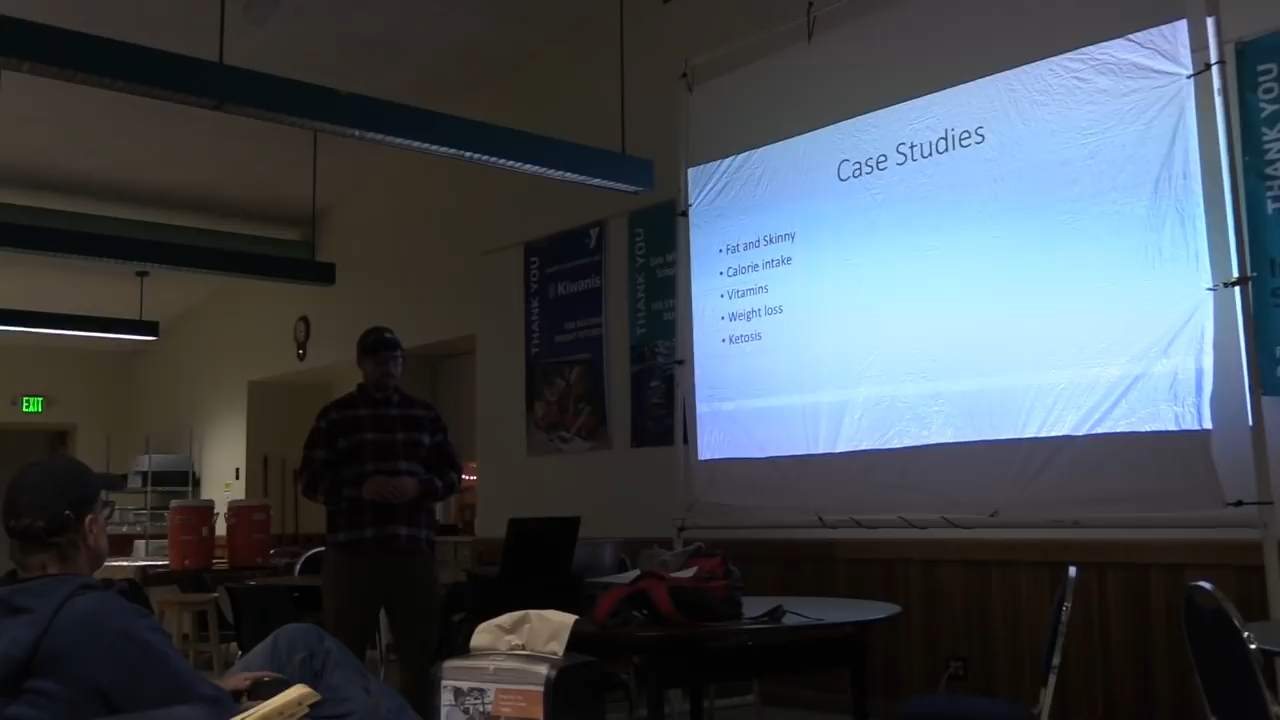 Case Studies
• Fat and Skinny
• Calorie intake
• Vitamins
• Weight loss
• Ketosis
THANK YOU
Kiwanis
THANK YOU
THANK YOU
EXIT